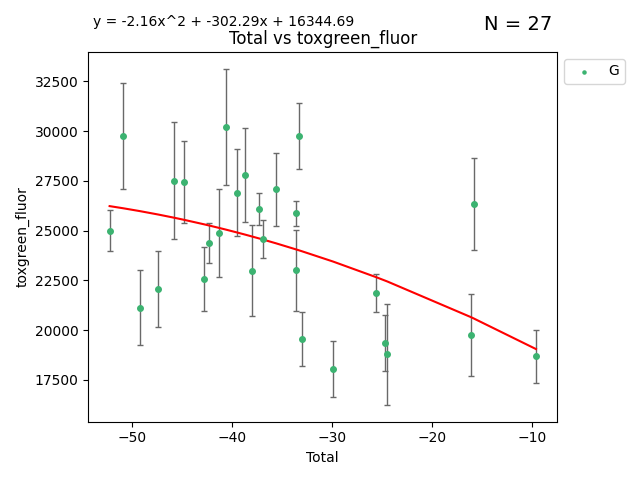 y = -2.16x^2 + -302.29x + 16344.69
N = 27
Total vs toxgreen_fluor
G
toxgreen_fluor
32500
30000
27500
25000
22500
20000
17500
−50
−40
−30
−20
−10
Total